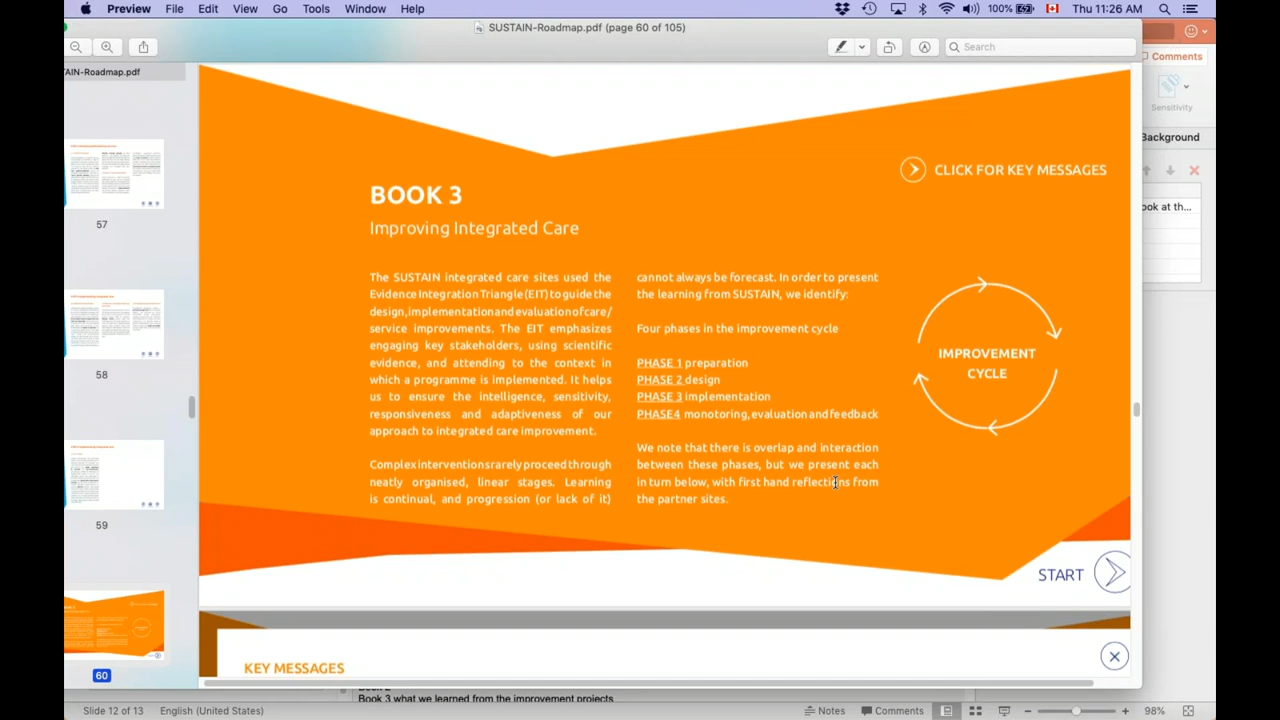 Preview File Edit View Go Tools Window Help 100% Thu 11:26 AM
SUSTAIN-Roadmap.pdf (page 60 of 105)
Search
AIN-Roadmap.pdf
Comments
Sensitivity
Background
ook at th...
57
58
59
60
CLICK FOR KEY MESSAGES
BOOK 3
Improving Integrated Care
The SUSTAIN integrated care sites used the
Evidence Integration Triangle (EIT) to guide the
design, implementation and evaluation of care/
service improvements. The EIT emphasizes
engaging key stakeholders, using scientific
evidence, and attending to the context in
which a programme is implemented. It helps
us to ensure the intelligence, sensitivity,
responsiveness and adaptiveness of our
approach to integrated care improvement.
Complex interventions rarely proceed through
neatly organised, linear stages. Learning
is continual, and progression (or lack of it)
cannot always be forecast. In order to present
the learning from SUSTAIN, we identify:
Four phases in the improvement cycle
PHASE 1 preparation
PHASE 2 design
PHASE 3 implementation
PHASE4 monotoring, evaluation and feedback
We note that there is overlap and interaction
between these phases, but we present each
in turn below, with first hand reflections from
the partner sites.
IMPROVEMENT
CYCLE
START
KEY MESSAGES
Book 3 what we learned from the improvement projects
Slide 12 of 13 English (United States) Notes Comments 98%